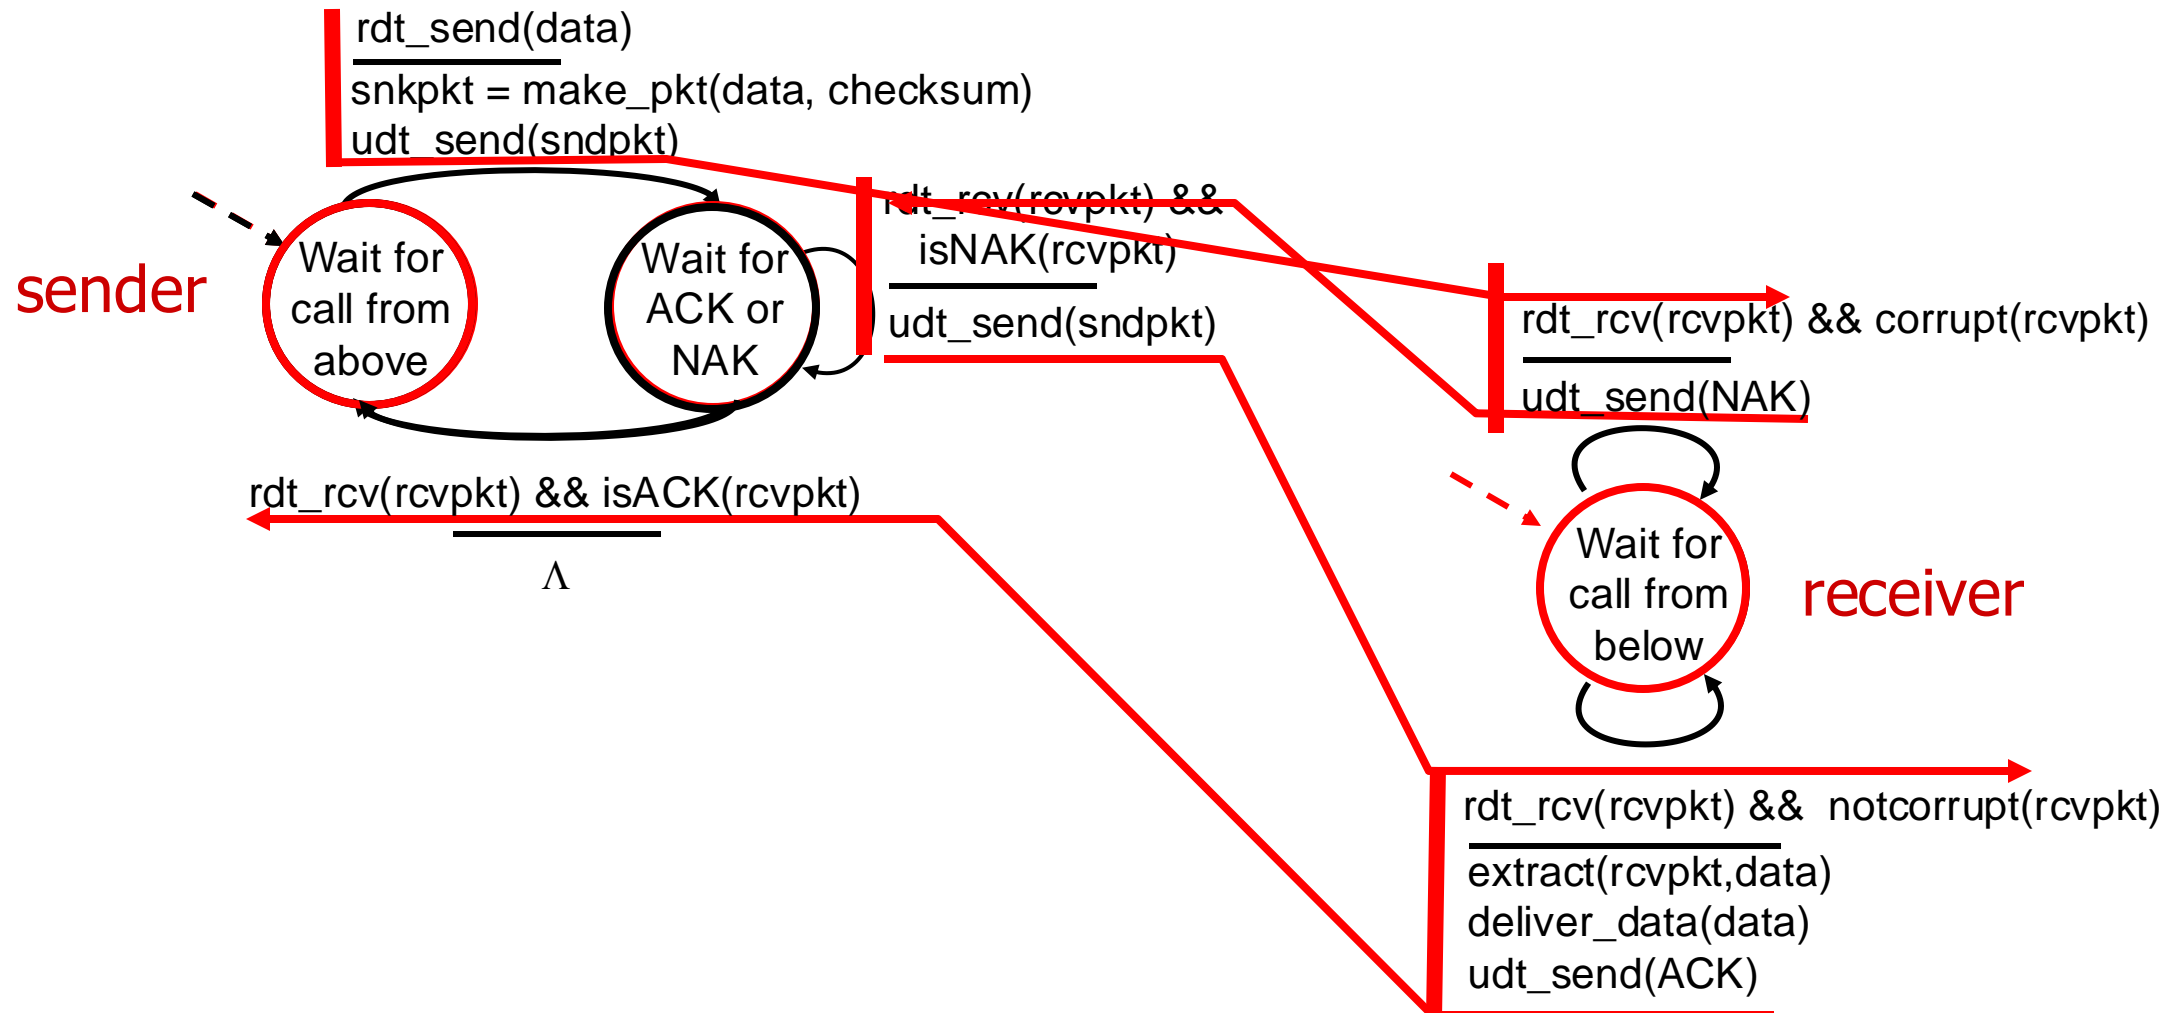 rdt_send(data)
snkpkt = make_pkt(data, checksum)
udt_send(sndpkt)
rdt_rcv(rcvpkt) &&
isNAK(rcvpkt)
udt_send(sndpkt)
sender
Wait for
call from
above
Wait for
ACK or
NAK
rdt_rcv(rcvpkt) && corrupt(rcvpkt)
udt_send(NAK)
rdt_rcv(rcvpkt) && isACK(rcvpkt)
Λ
Wait for
call from
below
receiver
rdt_rcv(rcvpkt) && notcorrupt(rcvpkt)
extract(rcvpkt,data)
deliver_data(data)
udt_send(ACK)